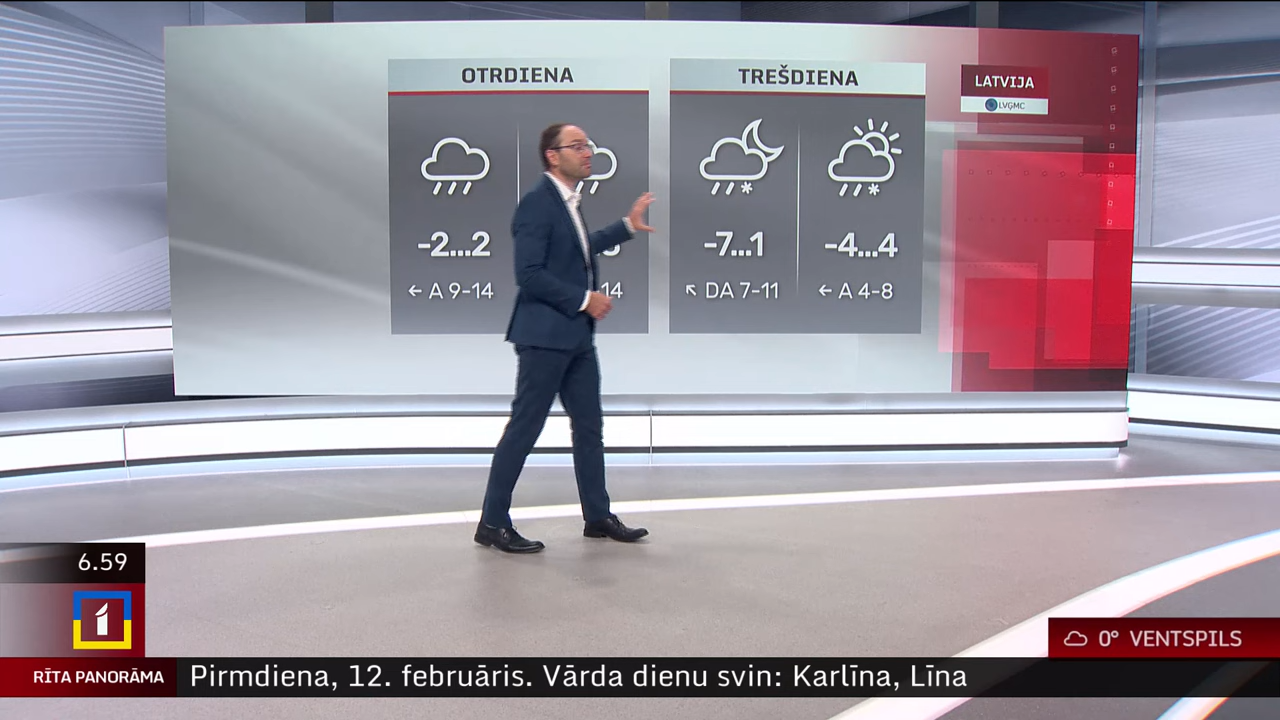 OTRDIENA
-2...2
← A 9-14
14
TREŠDIENA
-7...1
↖ DA 7-11
-4...4
← A 4-8
LATVIJA
LVĢMC
6.59
1
0° VENTSPILS
RĪTA PANORĀMA
Pirmdiena, 12. februāris. Vārda dienu svin: Karlīna, Līna